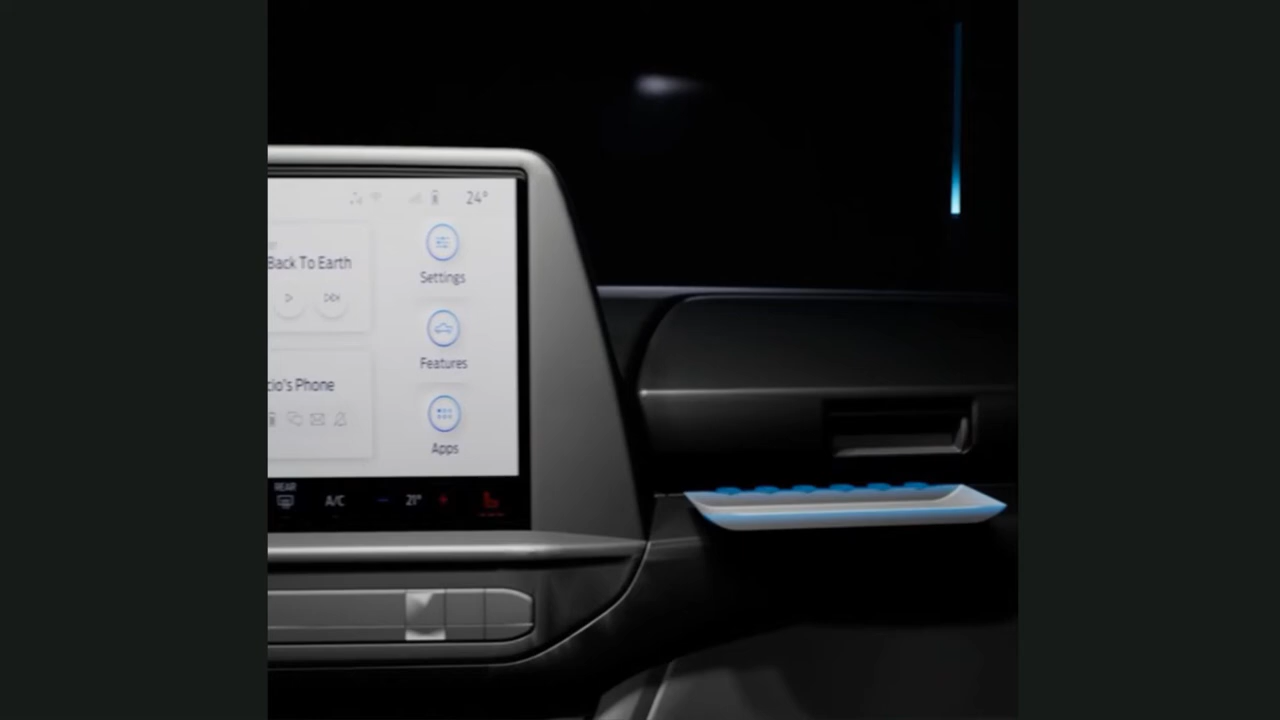 24°
Back To Earth
Settings
Features
cio's Phone
Apps
REAR
A/C
21°